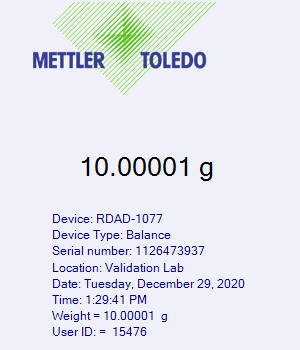 METTLER TOLEDO
10.00001 g
Device: RDAD-1077
Device Type: Balance
Serial number: 1126473937
Location: Validation Lab
Date: Tuesday, December 29, 2020
Time: 1:29:41 PM
Weight = 10.00001  g
User ID: =  15476